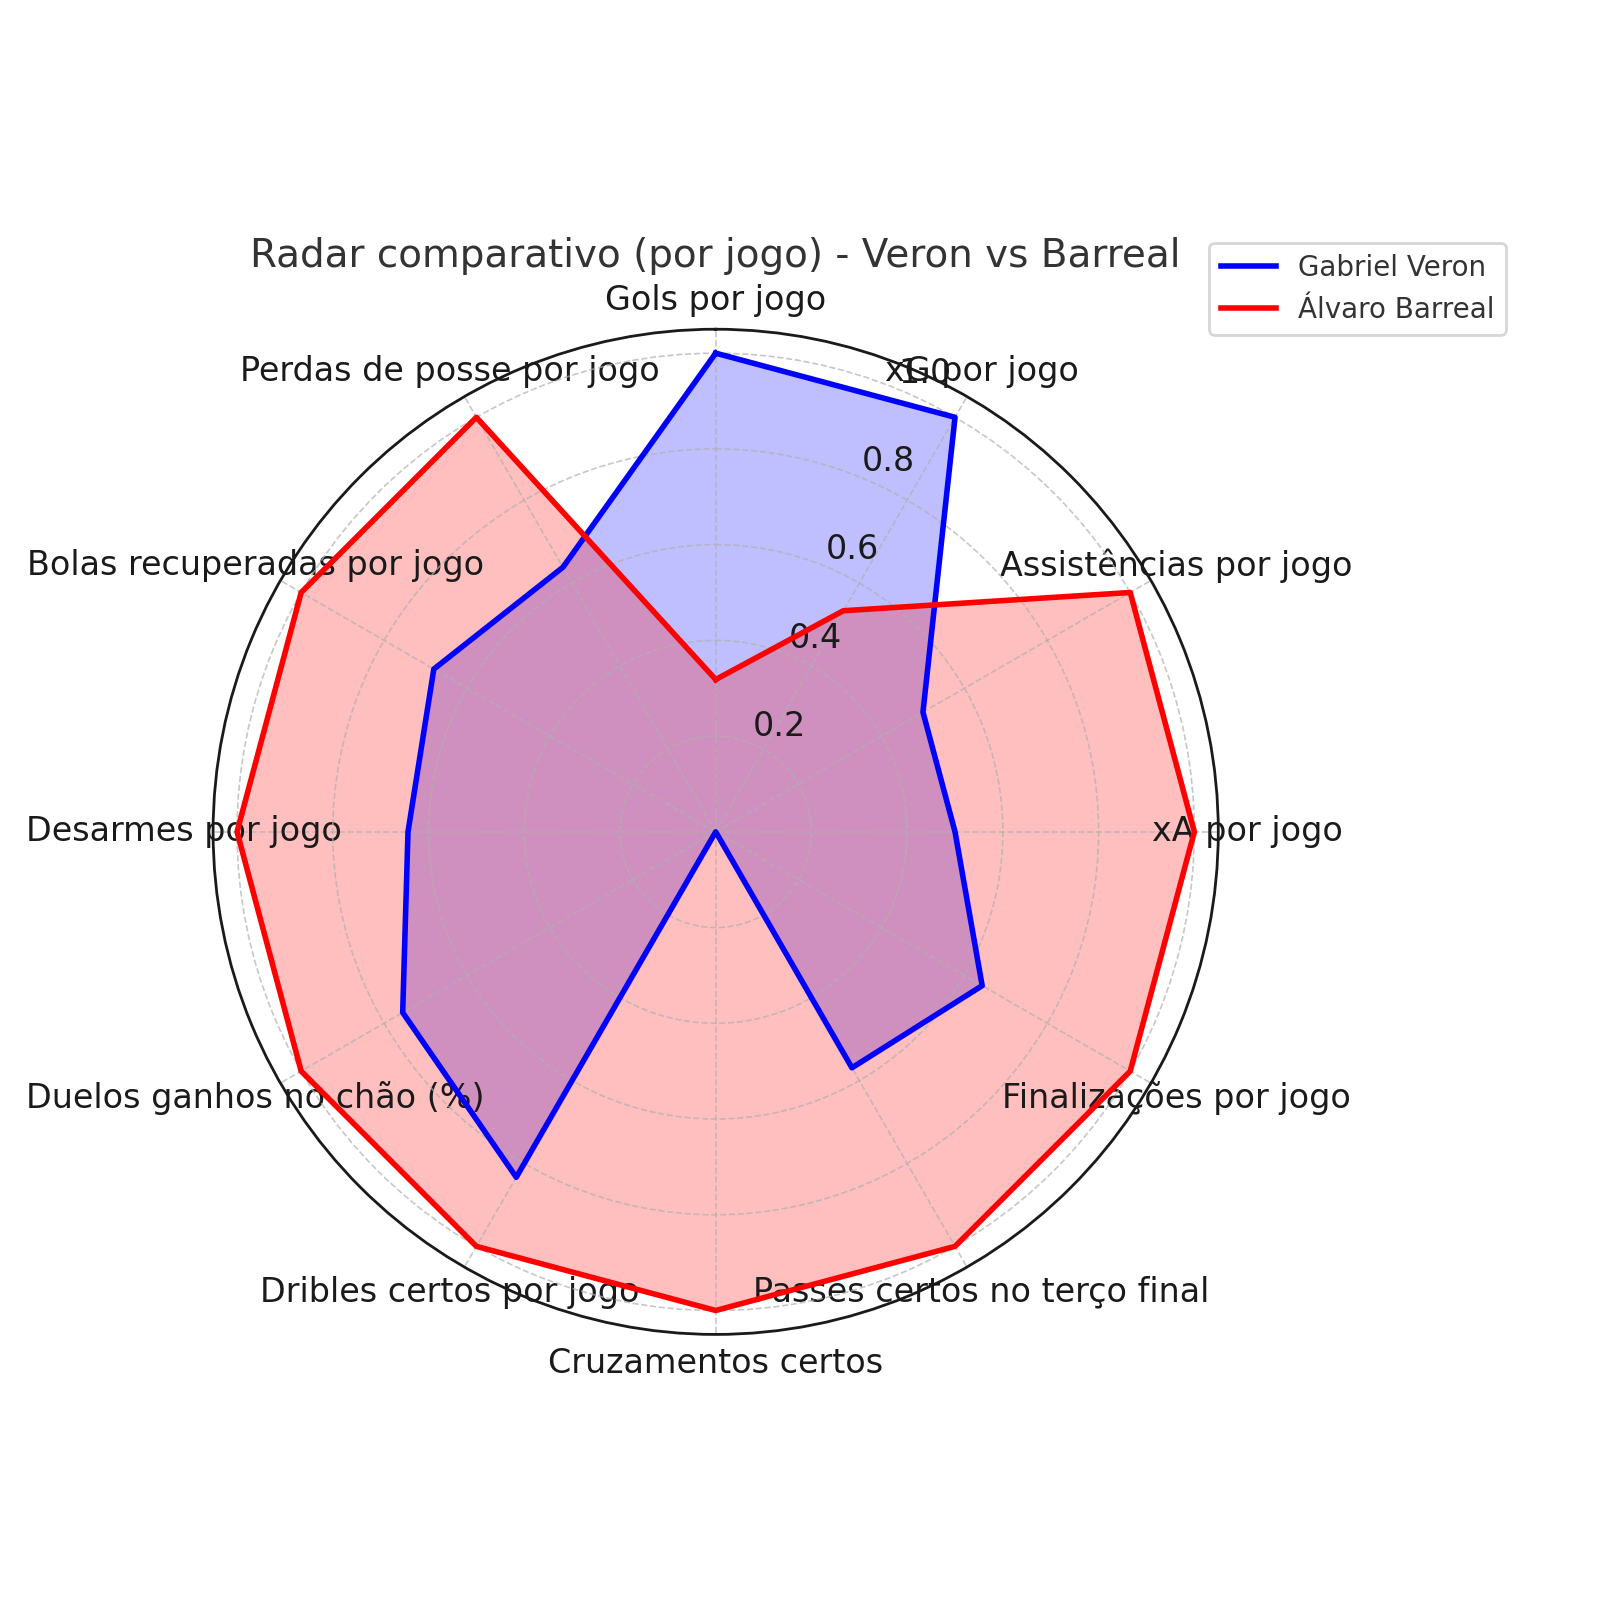 Radar comparativo (por jogo) - Veron vs Barreal
Gabriel Veron
Álvaro Barreal
Gols por jogo
xG por jogo
Perdas de posse por jogo
1.0
0.8
0.6
Assistências por jogo
Bolas recuperadas por jogo
0.4
0.2
Desarmes por jogo
xA por jogo
Duelos ganhos no chão (%)
Finalizações por jogo
Dribles certos por jogo
Passes certos no terço final
Cruzamentos certos